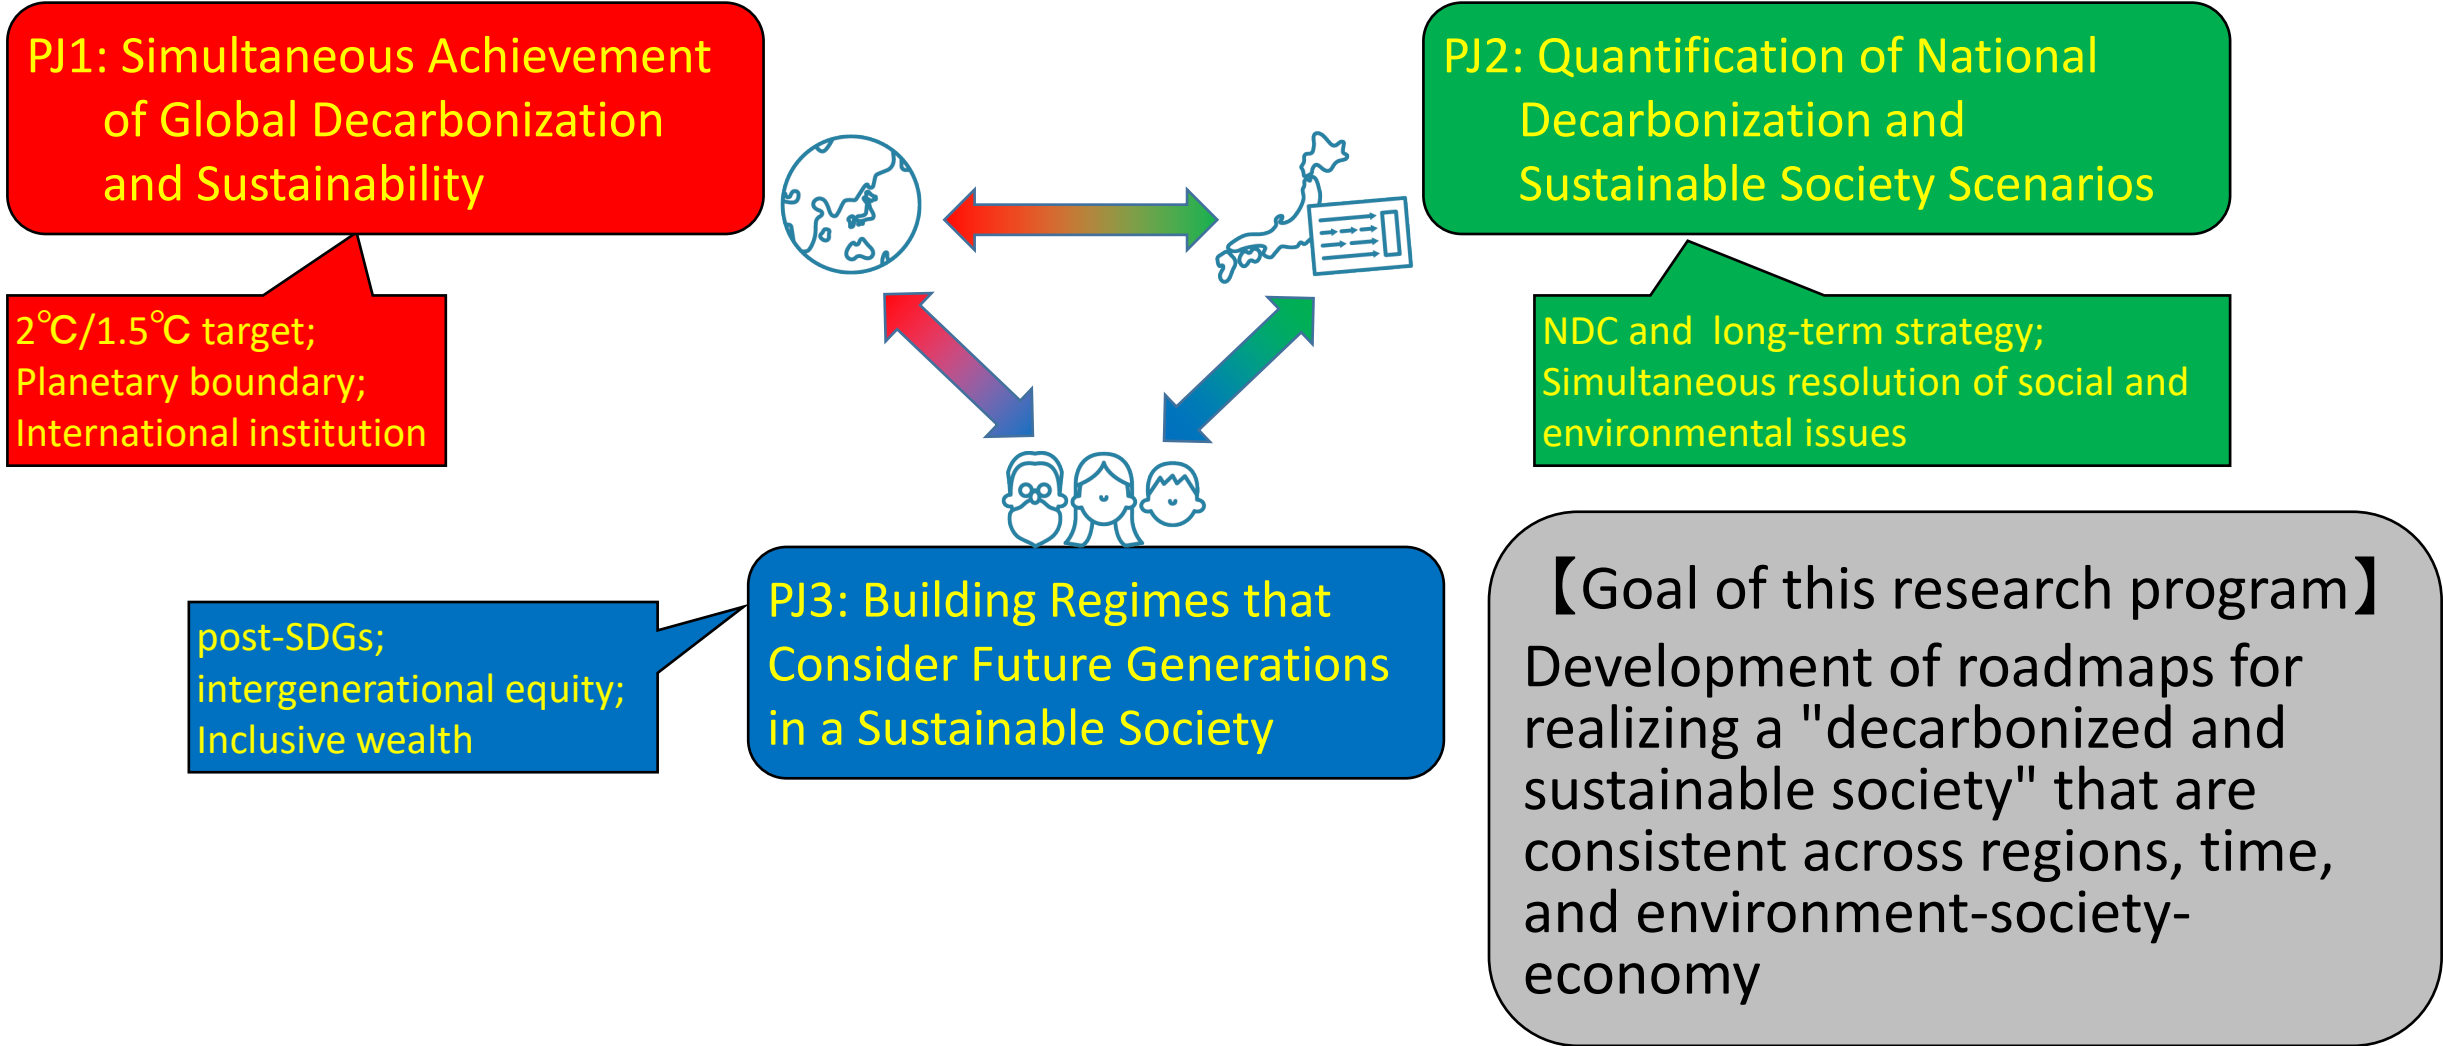 PJ1: Simultaneous Achievement
of Global Decarbonization
and Sustainability
2℃/1.5℃ target;
Planetary boundary;
International institution
PJ2: Quantification of National
Decarbonization and
Sustainable Society Scenarios
NDC and  long-term strategy;
Simultaneous resolution of social and
environmental issues
PJ3: Building Regimes that
Consider Future Generations
in a Sustainable Society
post-SDGs;
intergenerational equity;
Inclusive wealth
【Goal of this research program】
Development of roadmaps for
realizing a "decarbonized and
sustainable society" that are
consistent across regions, time,
and environment-society-
economy